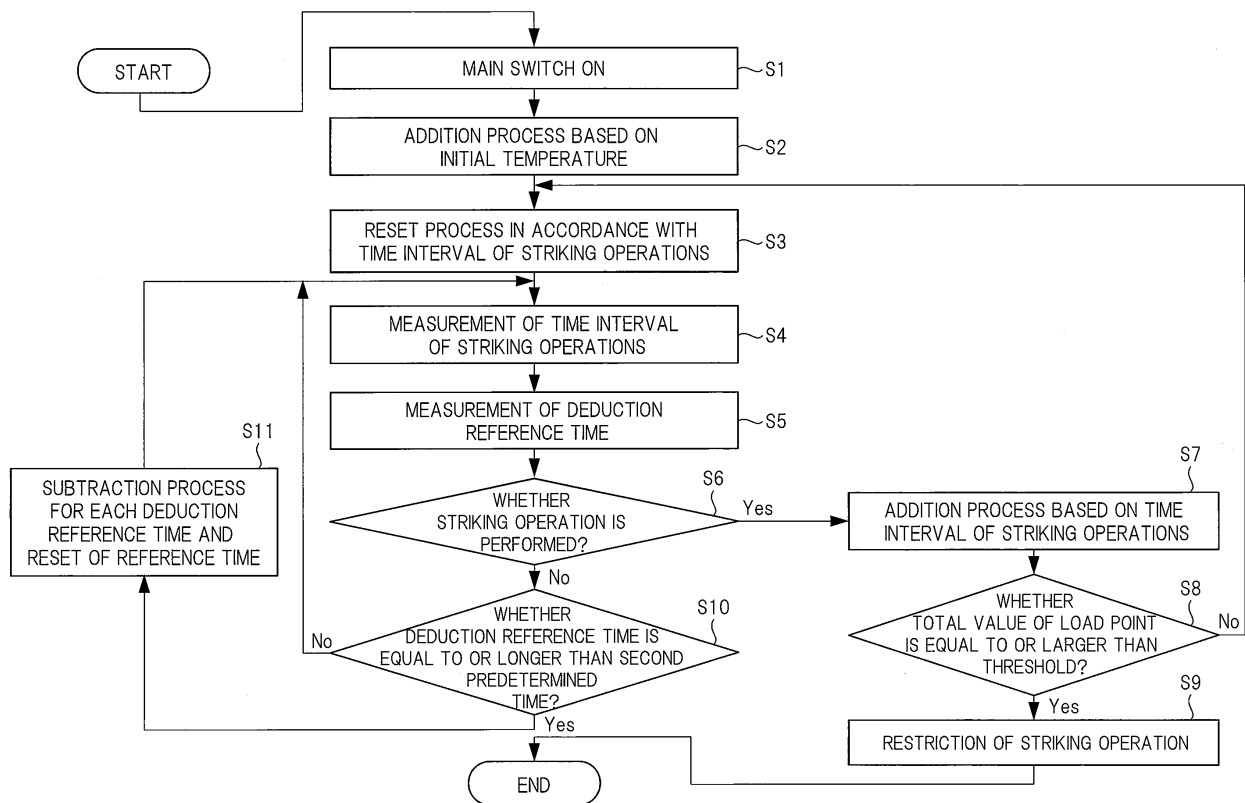 START
MAIN SWITCH ON
S1
ADDITION PROCESS BASED ON
INITIAL TEMPERATURE
S2
RESET PROCESS IN ACCORDANCE WITH
TIME INTERVAL OF STRIKING OPERATIONS
S3
MEASUREMENT OF TIME INTERVAL
OF STRIKING OPERATIONS
S4
MEASUREMENT OF DEDUCTION
REFERENCE TIME
S5
WHETHER
STRIKING OPERATION IS
PERFORMED?
S6
Yes
No
S7
ADDITION PROCESS BASED ON TIME
INTERVAL OF STRIKING OPERATIONS
WHETHER
TOTAL VALUE OF LOAD POINT
IS EQUAL TO OR LARGER THAN
THRESHOLD?
S8
No
Yes
S9
RESTRICTION OF STRIKING OPERATION
WHETHER
DEDUCTION REFERENCE TIME IS
EQUAL TO OR LONGER THAN SECOND
PREDETERMINED
TIME?
S10
No
Yes
S11
SUBTRACTION PROCESS
FOR EACH DEDUCTION
REFERENCE TIME AND
RESET OF REFERENCE TIME
END